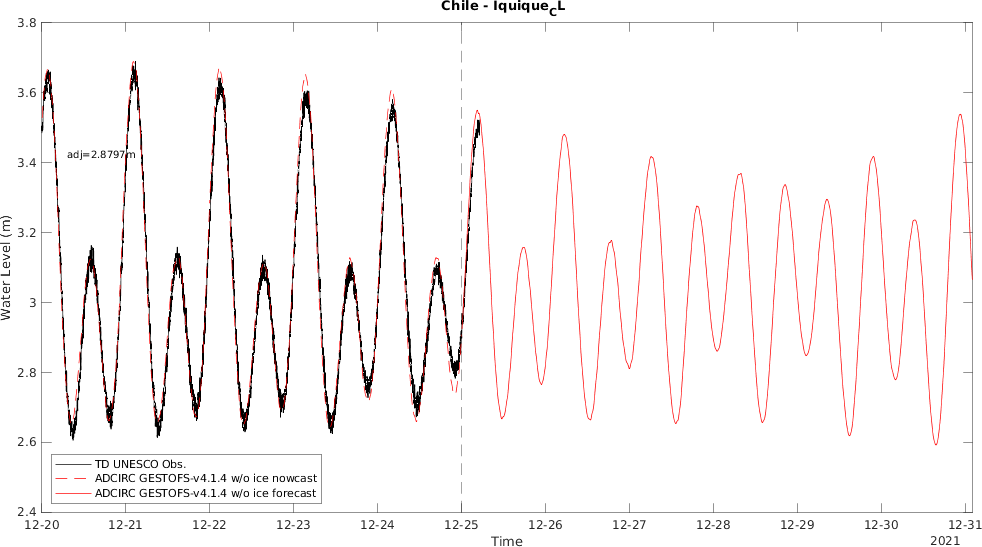 Chile - Iquique_CL
3.8
3.6
3.4
3.2
3
2.8
2.6
2.4
Water Level (m)
adj=2.8797m
TD UNESCO Obs.
ADCIRC GESTOFS-v4.1.4 w/o ice nowcast
ADCIRC GESTOFS-v4.1.4 w/o ice forecast
12-20 12-21 12-22 12-23 12-24 12-25 12-26 12-27 12-28 12-29 12-30 12-31
Time
2021